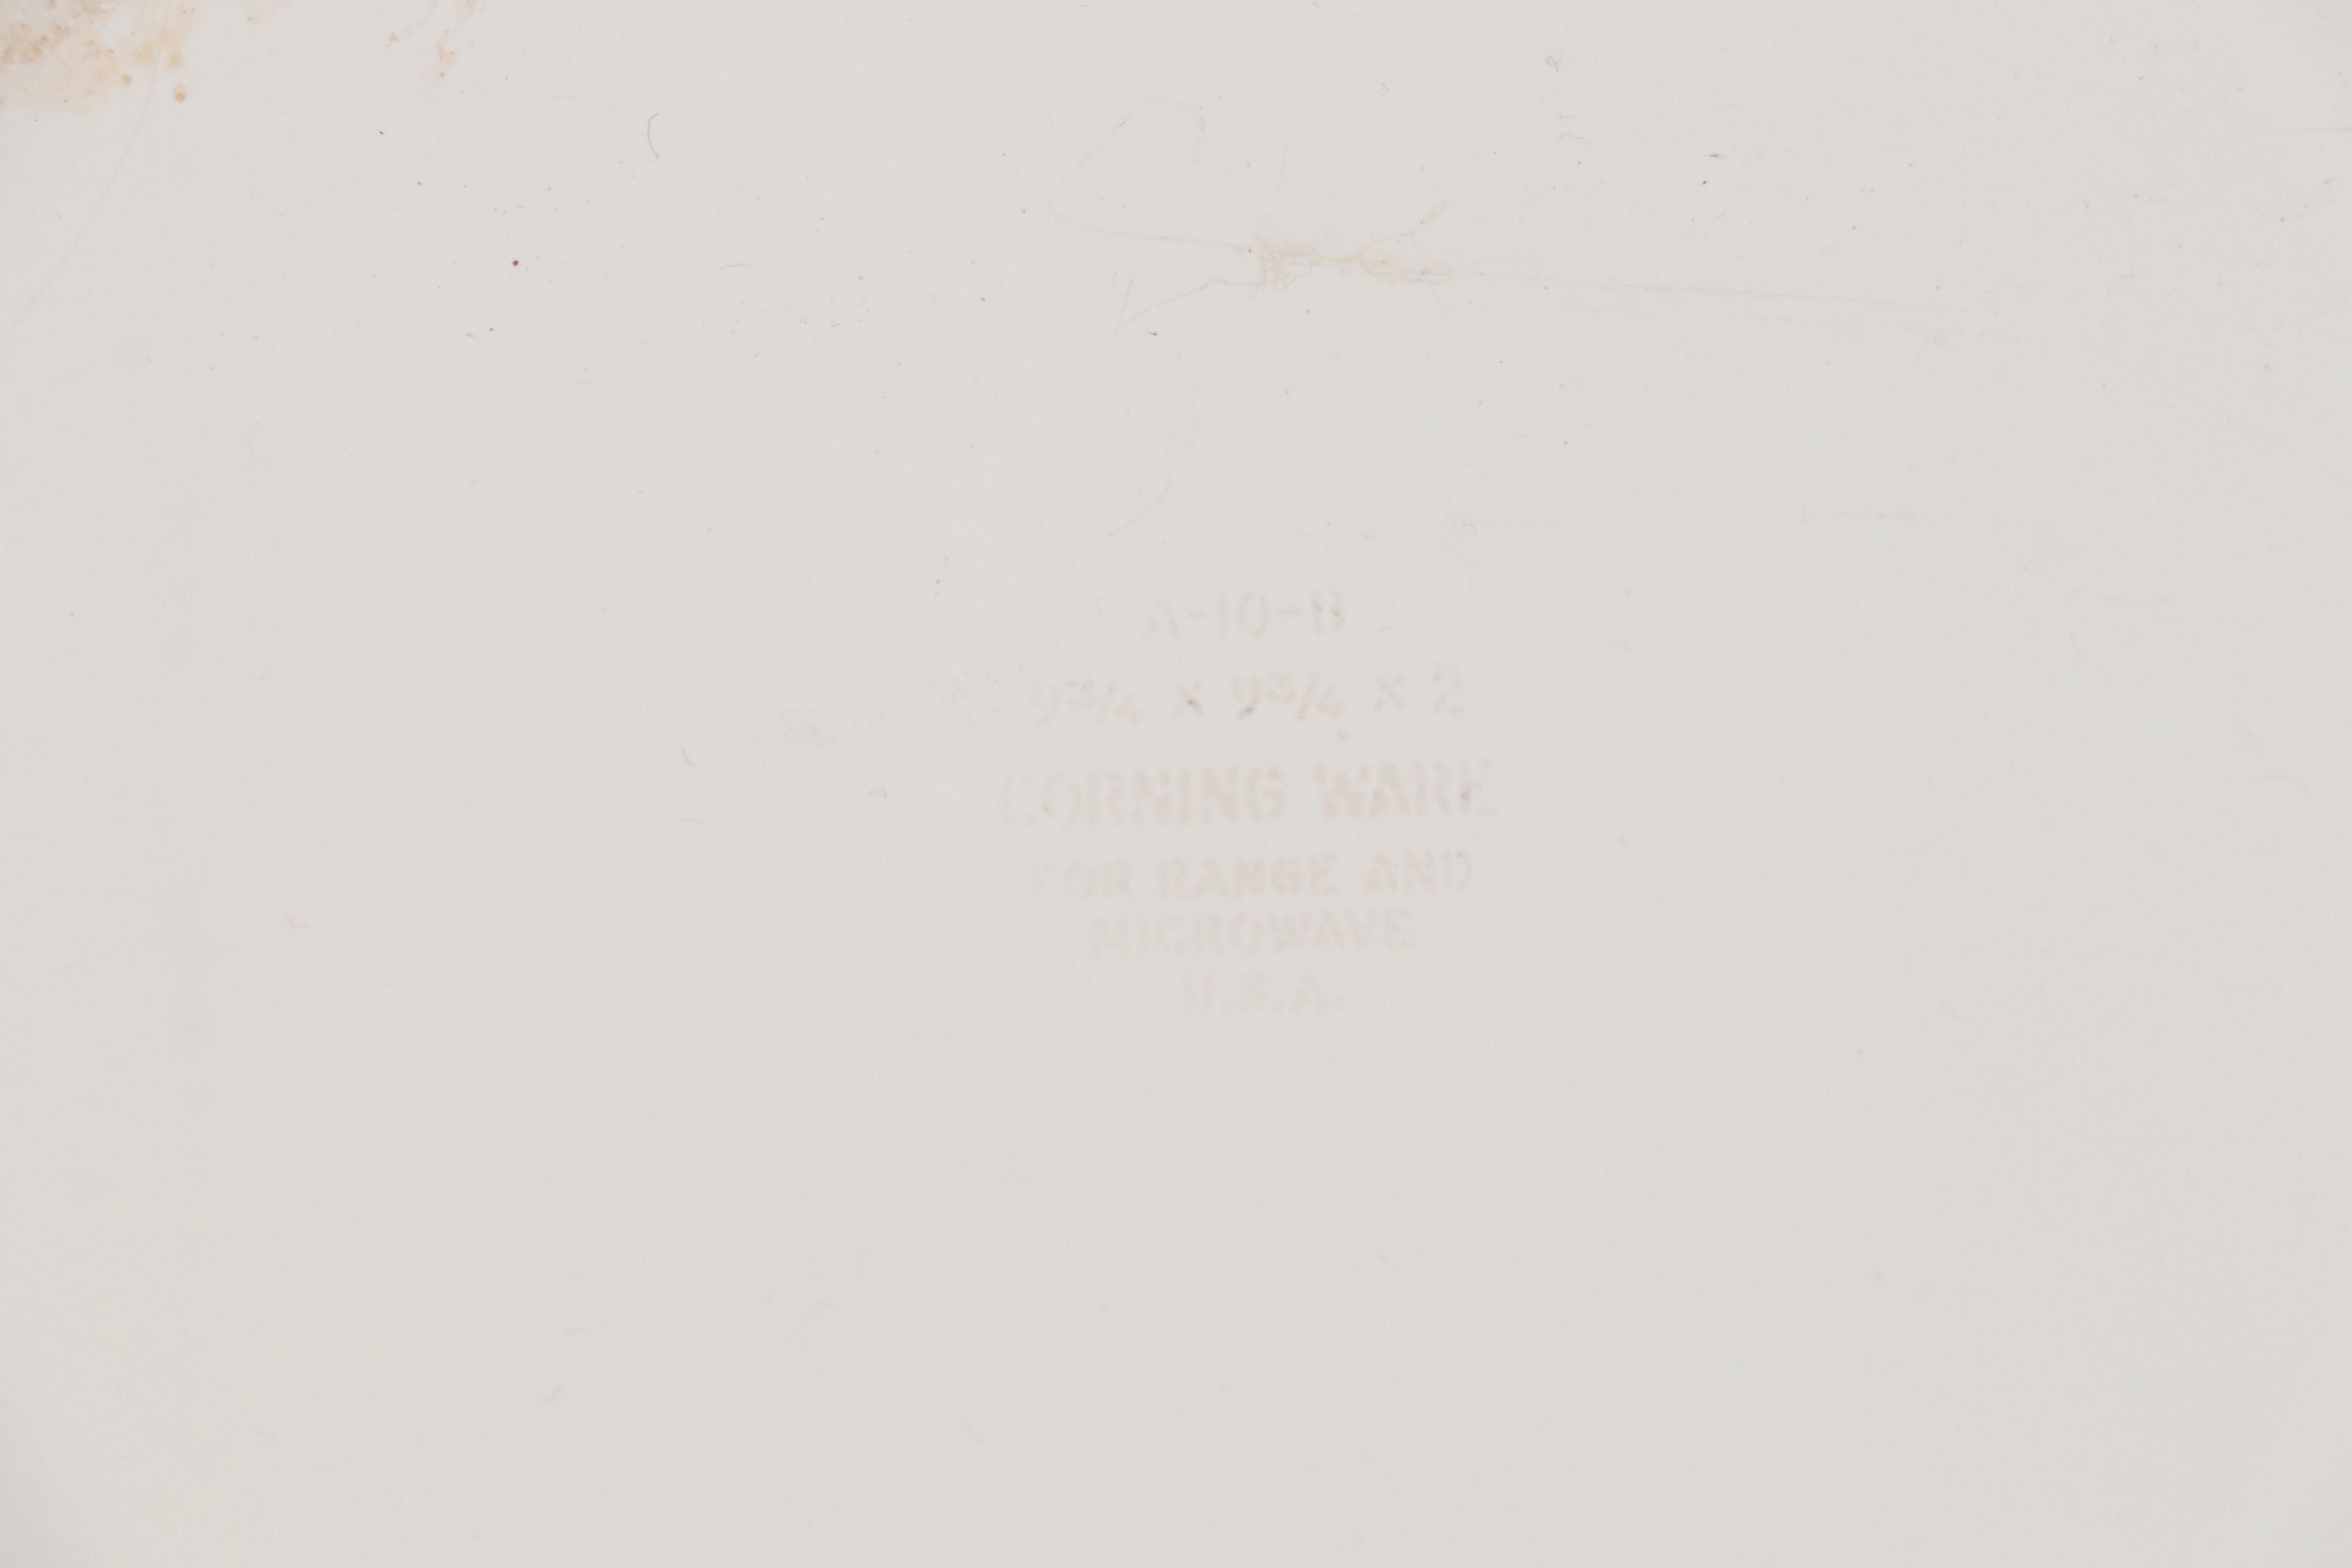 A-10-B
9¾ x 9¾ x 2
CORNING WARE
FOR RANGE AND
MICROWAVE
U.S.A.